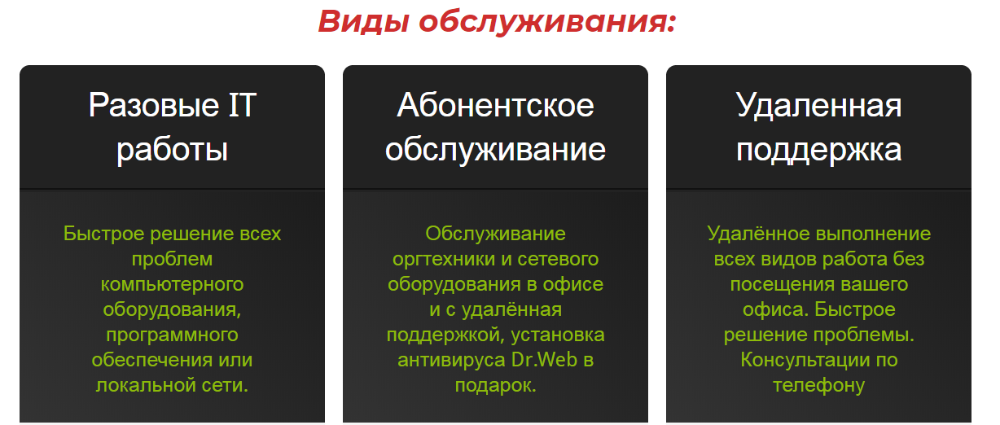 Виды обслуживания:
Разовые IT
работы
Быстрое решение всех
проблем
компьютерного
оборудования,
программного
обеспечения или
локальной сети.
Абонентское
обслуживание
Обслуживание
оргтехники и сетевого
оборудования в офисе
и с удалённая
поддержкой, установка
антивируса Dr.Web в
подарок.
Удаленная
поддержка
Удалённое выполнение
всех видов работа без
посещения вашего
офиса. Быстрое
решение проблемы.
Консультации по
телефону